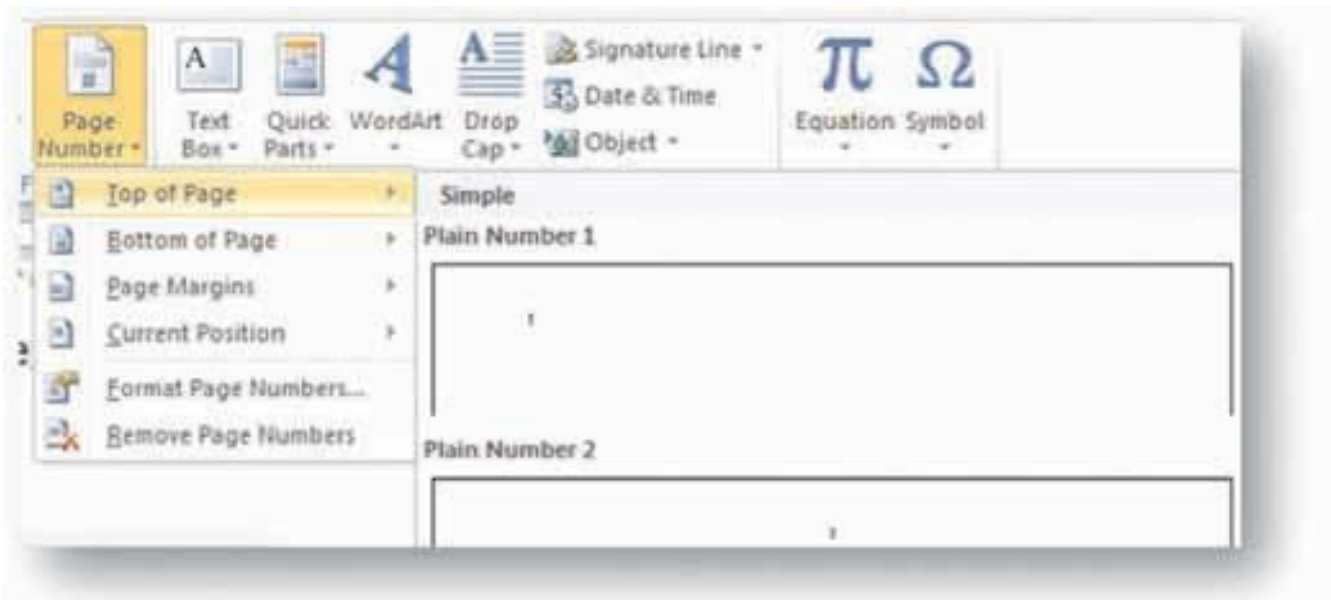 Page Number
Text Box
Quick Parts
WordArt
Drop Cap
Signature Line
Date & Time
Object
Equation
Symbol
Top of Page
Bottom of Page
Page Margins
Current Position
Format Page Numbers...
Remove Page Numbers
Simple
Plain Number 1
1
Plain Number 2
1